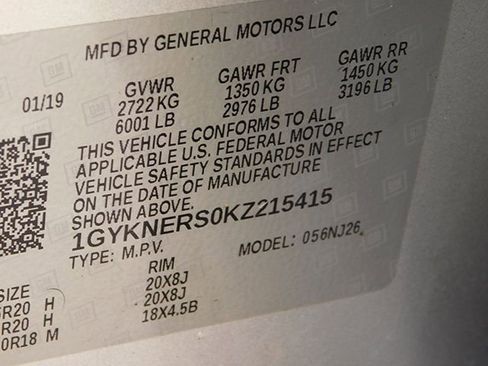 MFD BY GENERAL MOTORS LLC
01/19 GVWR GAWR FRT GAWR RR
2722 KG 1350 KG 1450 KG
6001 LB 2976 LB 3196 LB
THIS VEHICLE CONFORMS TO ALL
APPLICABLE U.S. FEDERAL MOTOR
VEHICLE SAFETY STANDARDS IN EFFECT
ON THE DATE OF MANUFACTURE
SHOWN ABOVE.
1GYKNERS0KZ215415
TYPE: M.P.V. MODEL: 056NJ26
SIZE RIM
R20 H 20X8J
R20 H 20X8J
0R18 M 18X4.5B